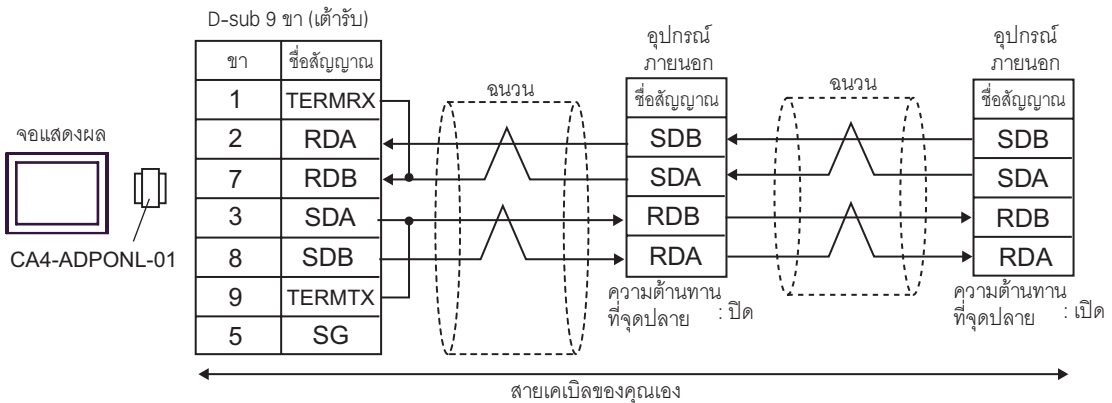 D-sub 9 ขา (เต้ารับ)
ขา ชื่อสัญญาณ
1 TERMRX
2 RDA
7 RDB
3 SDA
8 SDB
9 TERMTX
5 SG
จอแสดงผล
CA4-ADPONL-01
ฉนวน
อุปกรณ์
ภายนอก
ชื่อสัญญาณ
SDB
SDA
RDB
RDA
ความต้านทาน
ที่จุดปลาย : ปิด
ฉนวน
อุปกรณ์
ภายนอก
ชื่อสัญญาณ
SDB
SDA
RDB
RDA
ความต้านทาน
ที่จุดปลาย : เปิด
สายเคเบิลของคุณเอง